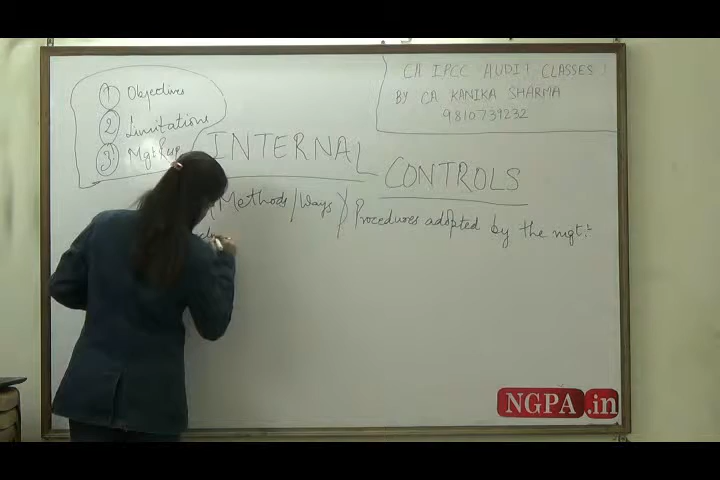 CA IPCC AUDIT CLASSES
BY CA KANIKA SHARMA
9810739232
1 Objectives
2 Limitations
3 Mgt Resp
INTERNAL CONTROLS
Methods/Ways) Procedures adopted by the mgt:-
NGPA.in